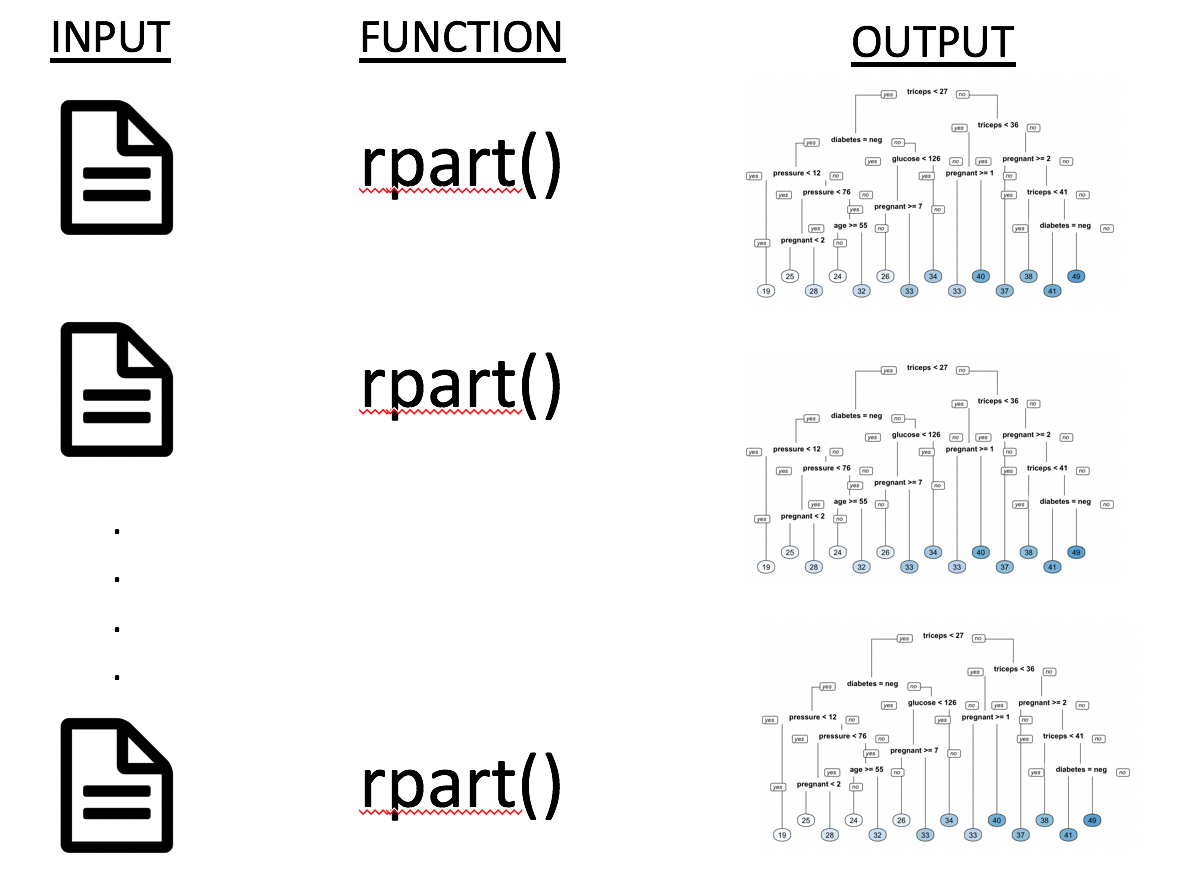 INPUT FUNCTION OUTPUT
rpart()
triceps < 27
yes no
triceps < 36
yes no
diabetes = neg
yes no
glucose < 126
yes no
pregnant >= 2
yes no
pressure < 12
yes no
pregnant >= 1
yes no
pressure < 76
yes no
triceps < 41
yes no
pregnant >= 7
yes no
age >= 55
yes no
diabetes = neg
yes no
pregnant < 2
yes no
25 24 26 34 40 38 49
19 28 32 33 33 37 41
rpart()
triceps < 27
yes no
triceps < 36
yes no
diabetes = neg
yes no
glucose < 126
yes no
pregnant >= 2
yes no
pressure < 12
yes no
pregnant >= 1
yes no
pressure < 76
yes no
triceps < 41
yes no
pregnant >= 7
yes no
age >= 55
yes no
diabetes = neg
yes no
pregnant < 2
yes no
25 24 26 34 40 38 49
19 28 32 33 33 37 41
.
.
.
.
rpart()
triceps < 27
yes no
triceps < 36
yes no
diabetes = neg
yes no
glucose < 126
yes no
pregnant >= 2
yes no
pressure < 12
yes no
pregnant >= 1
yes no
pressure < 76
yes no
triceps < 41
yes no
pregnant >= 7
yes no
age >= 55
yes no
diabetes = neg
yes no
pregnant < 2
yes no
25 24 26 34 40 38 49
19 28 32 33 33 37 41